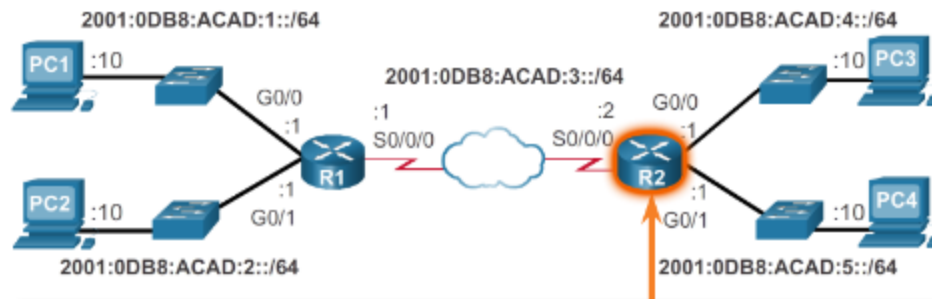 2001:0DB8:ACAD:1::/64
2001:0DB8:ACAD:4::/64
PC1
:10
:10
PC3
2001:0DB8:ACAD:3::/64
G0/0
G0/0
:1
:1
:2
:1
S0/0/0
S0/0/0
R1
R2
:1
:1
PC2
:10
G0/1
G0/1
:10
PC4
2001:0DB8:ACAD:2::/64
2001:0DB8:ACAD:5::/64